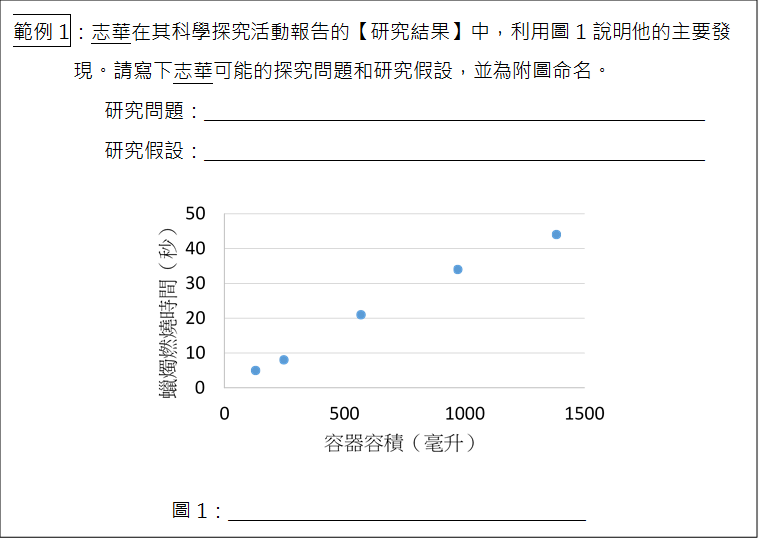 範例 1：志華在其科學探究活動報告的【研究結果】中，利用圖 1 說明他的主要發
現。請寫下志華可能的探究問題和研究假設，並為附圖命名。
研究問題：
研究假設：
50
40
30
20
10
0
蠟燭燃燒時間（秒）
0 500 1000 1500
容器容積（毫升）
圖 1：